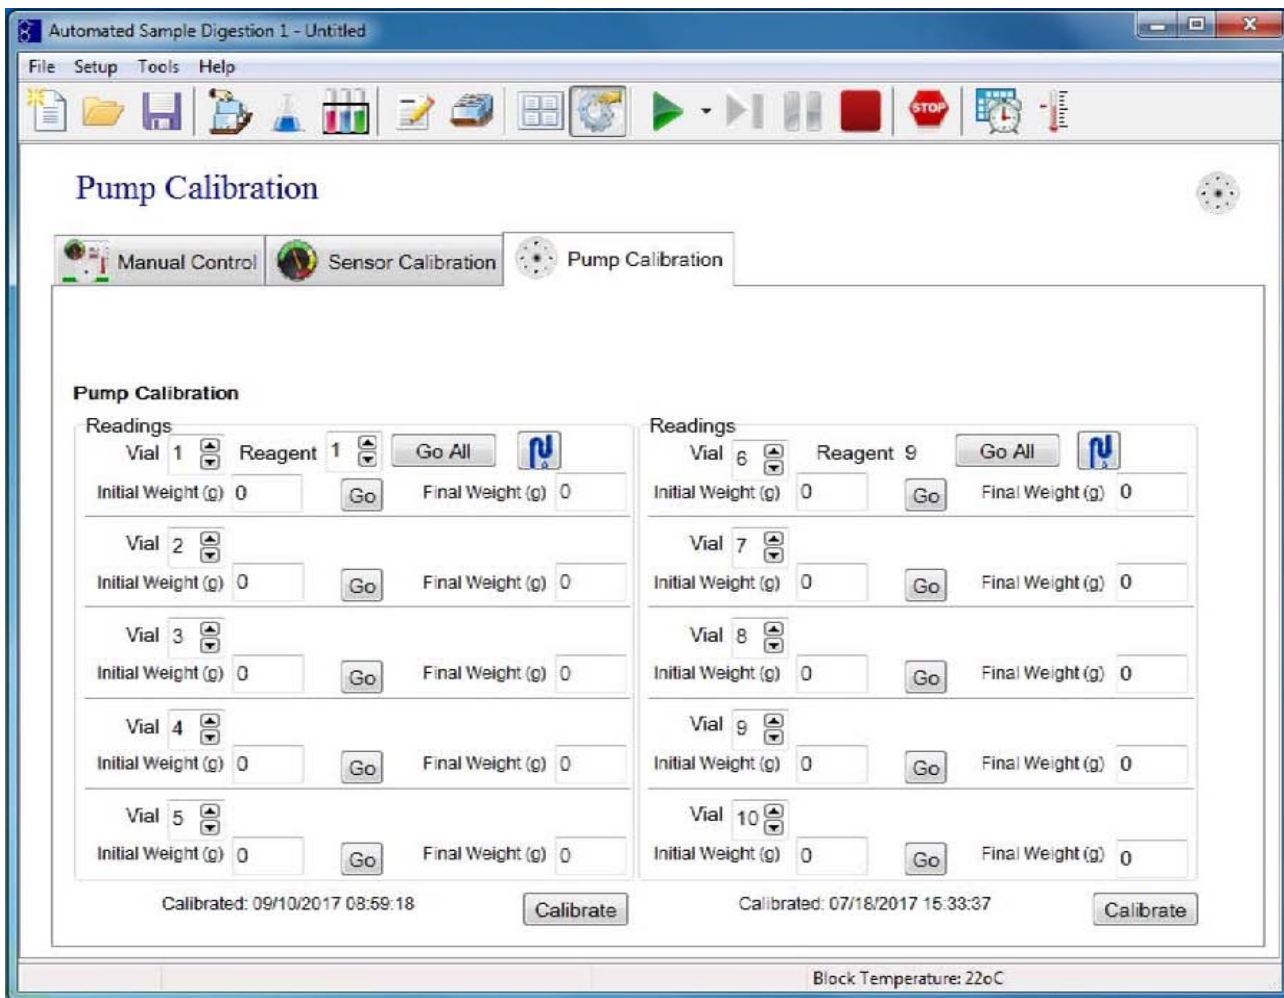 Automated Sample Digestion 1 - Untitled
File Setup Tools Help
STOP
Pump Calibration
Manual Control Sensor Calibration Pump Calibration
Pump Calibration
Readings
Vial 1 Reagent 1 Go All
Initial Weight (g) 0 Go Final Weight (g) 0
Vial 2
Initial Weight (g) 0 Go Final Weight (g) 0
Vial 3
Initial Weight (g) 0 Go Final Weight (g) 0
Vial 4
Initial Weight (g) 0 Go Final Weight (g) 0
Vial 5
Initial Weight (g) 0 Go Final Weight (g) 0
Calibrated: 09/10/2017 08:59:18 Calibrate
Readings
Vial 6 Reagent 9 Go All
Initial Weight (g) 0 Go Final Weight (g) 0
Vial 7
Initial Weight (g) 0 Go Final Weight (g) 0
Vial 8
Initial Weight (g) 0 Go Final Weight (g) 0
Vial 9
Initial Weight (g) 0 Go Final Weight (g) 0
Vial 10
Initial Weight (g) 0 Go Final Weight (g) 0
Calibrated: 07/18/2017 15:33:37 Calibrate
Block Temperature: 22oC